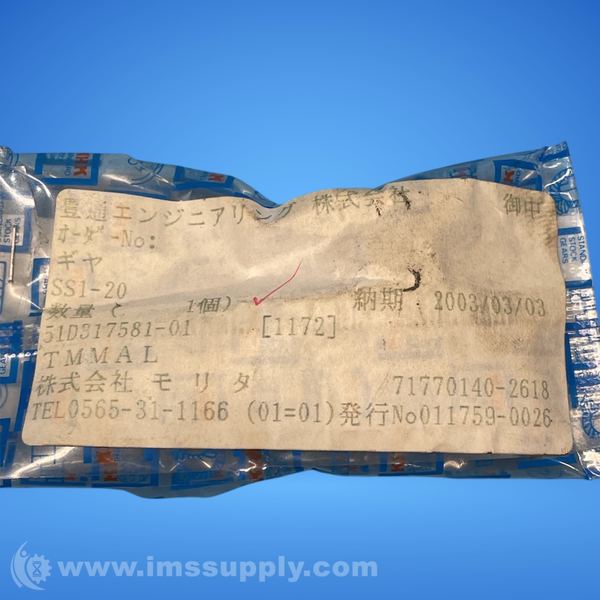 豊通エンジニアリング 株式会社 御中
ｵｰﾀﾞｰNo:
ギヤ
SS1-20
数量( 1個) 納期 2003/03/03
51D317581-01 [1172]
TMMAL
株式会社 モリタ /71770140-2618
TEL0565-31-1166 (01=01)発行No011759-0026
KHK
STOCK
GEARS
www.imssupply.com